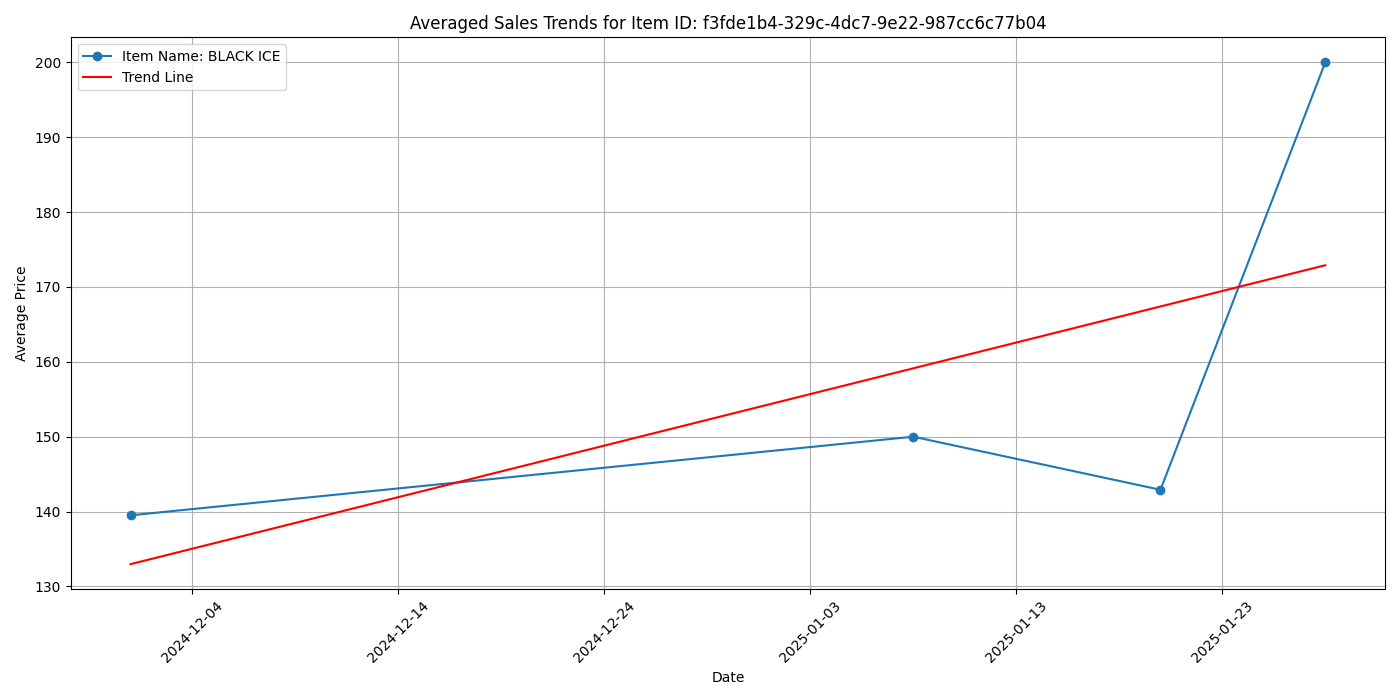 Averaged Sales Trends for Item ID: f3fde1b4-329c-4dc7-9e22-987cc6c77b04
Item Name: BLACK ICE
Trend Line
Average Price
200
190
180
170
160
150
140
130
2024-12-04
2024-12-14
2024-12-24
2025-01-03
2025-01-13
2025-01-23
Date